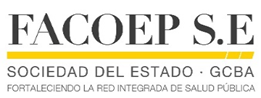 FACOEP S.E
SOCIEDAD DEL ESTADO · GCBA
FORTALECIENDO LA RED INTEGRADA DE SALUD PÚBLICA